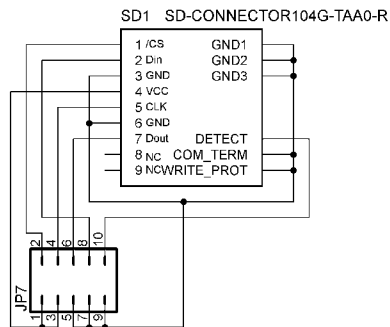 SD1 SD-CONNECTOR104G-TAA0-R
1 /CS GND1
2 Din GND2
3 GND GND3
4 VCC
5 CLK
6 GND
7 Dout DETECT
8 NC COM_TERM
9 NC WRITE_PROT
2 4 6 8 10
JP7
1 3 5 7 9